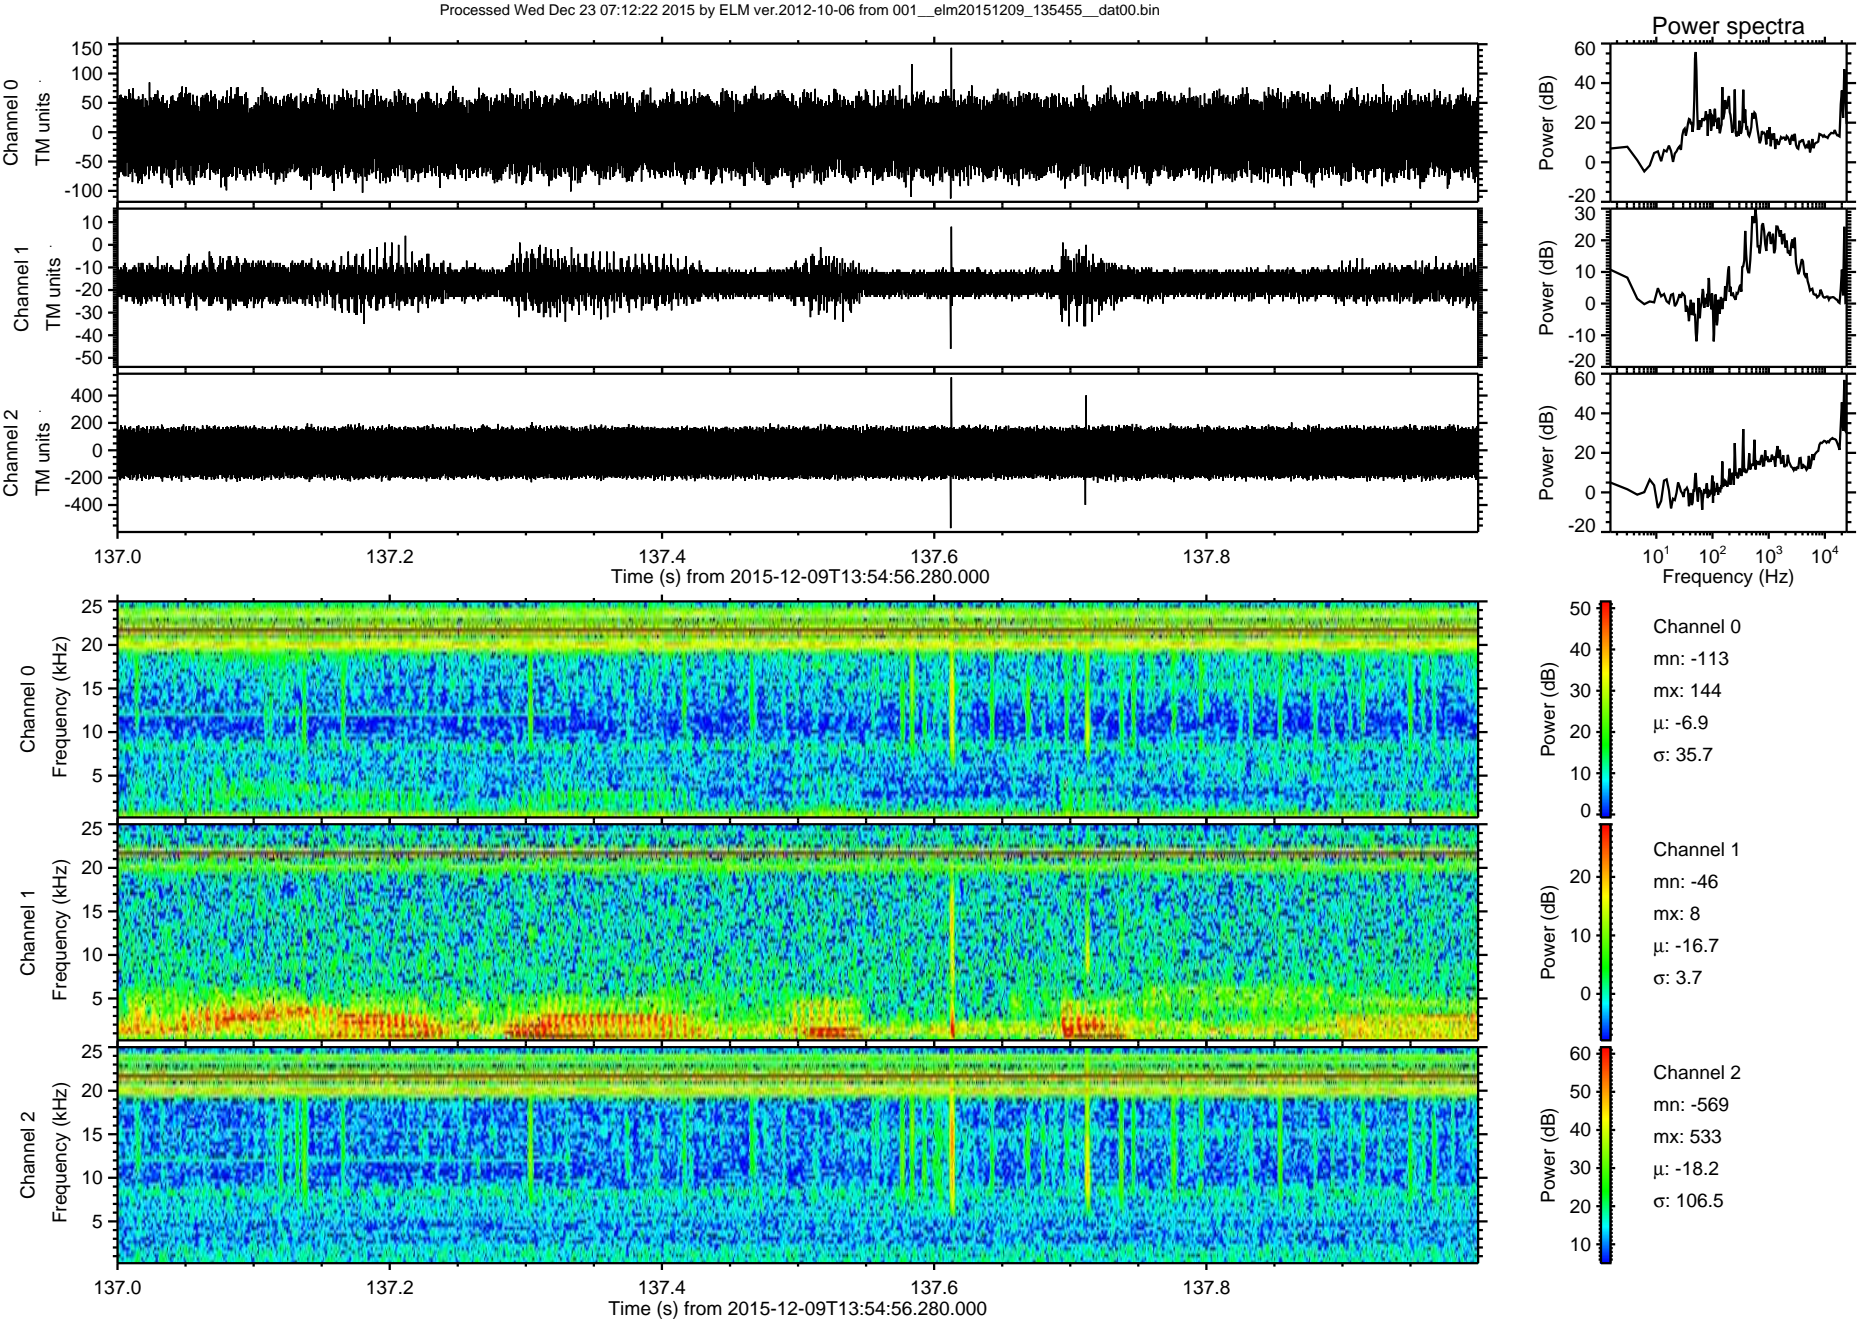 Processed Wed Dec 23 07:12:22 2015 by ELM ver.2012-10-06 from 001__elm20151209_135455__dat00.bin
Power spectra
Channel 0
TM units
150
100
50
0
-50
-100
Power (dB)
60
40
20
0
-20
Channel 1
TM units
10
0
-10
-20
-30
-40
-50
Power (dB)
30
20
10
0
-10
-20
Channel 2
TM units
400
200
0
-200
-400
Power (dB)
60
40
20
0
-20
137.0 137.2 137.4 137.6 137.8
Time (s) from 2015-12-09T13:54:56.280.000
10¹ 10² 10³ 10⁴
Frequency (Hz)
Channel 0
Frequency (kHz)
25
20
15
10
5
Power (dB)
50
40
30
20
10
0
Channel 0
mn: -113
mx: 144
μ: -6.9
σ: 35.7
Channel 1
Frequency (kHz)
25
20
15
10
5
Power (dB)
20
10
0
Channel 1
mn: -46
mx: 8
μ: -16.7
σ: 3.7
Channel 2
Frequency (kHz)
25
20
15
10
5
Power (dB)
60
50
40
30
20
10
Channel 2
mn: -569
mx: 533
μ: -18.2
σ: 106.5
137.0 137.2 137.4 137.6 137.8
Time (s) from 2015-12-09T13:54:56.280.000